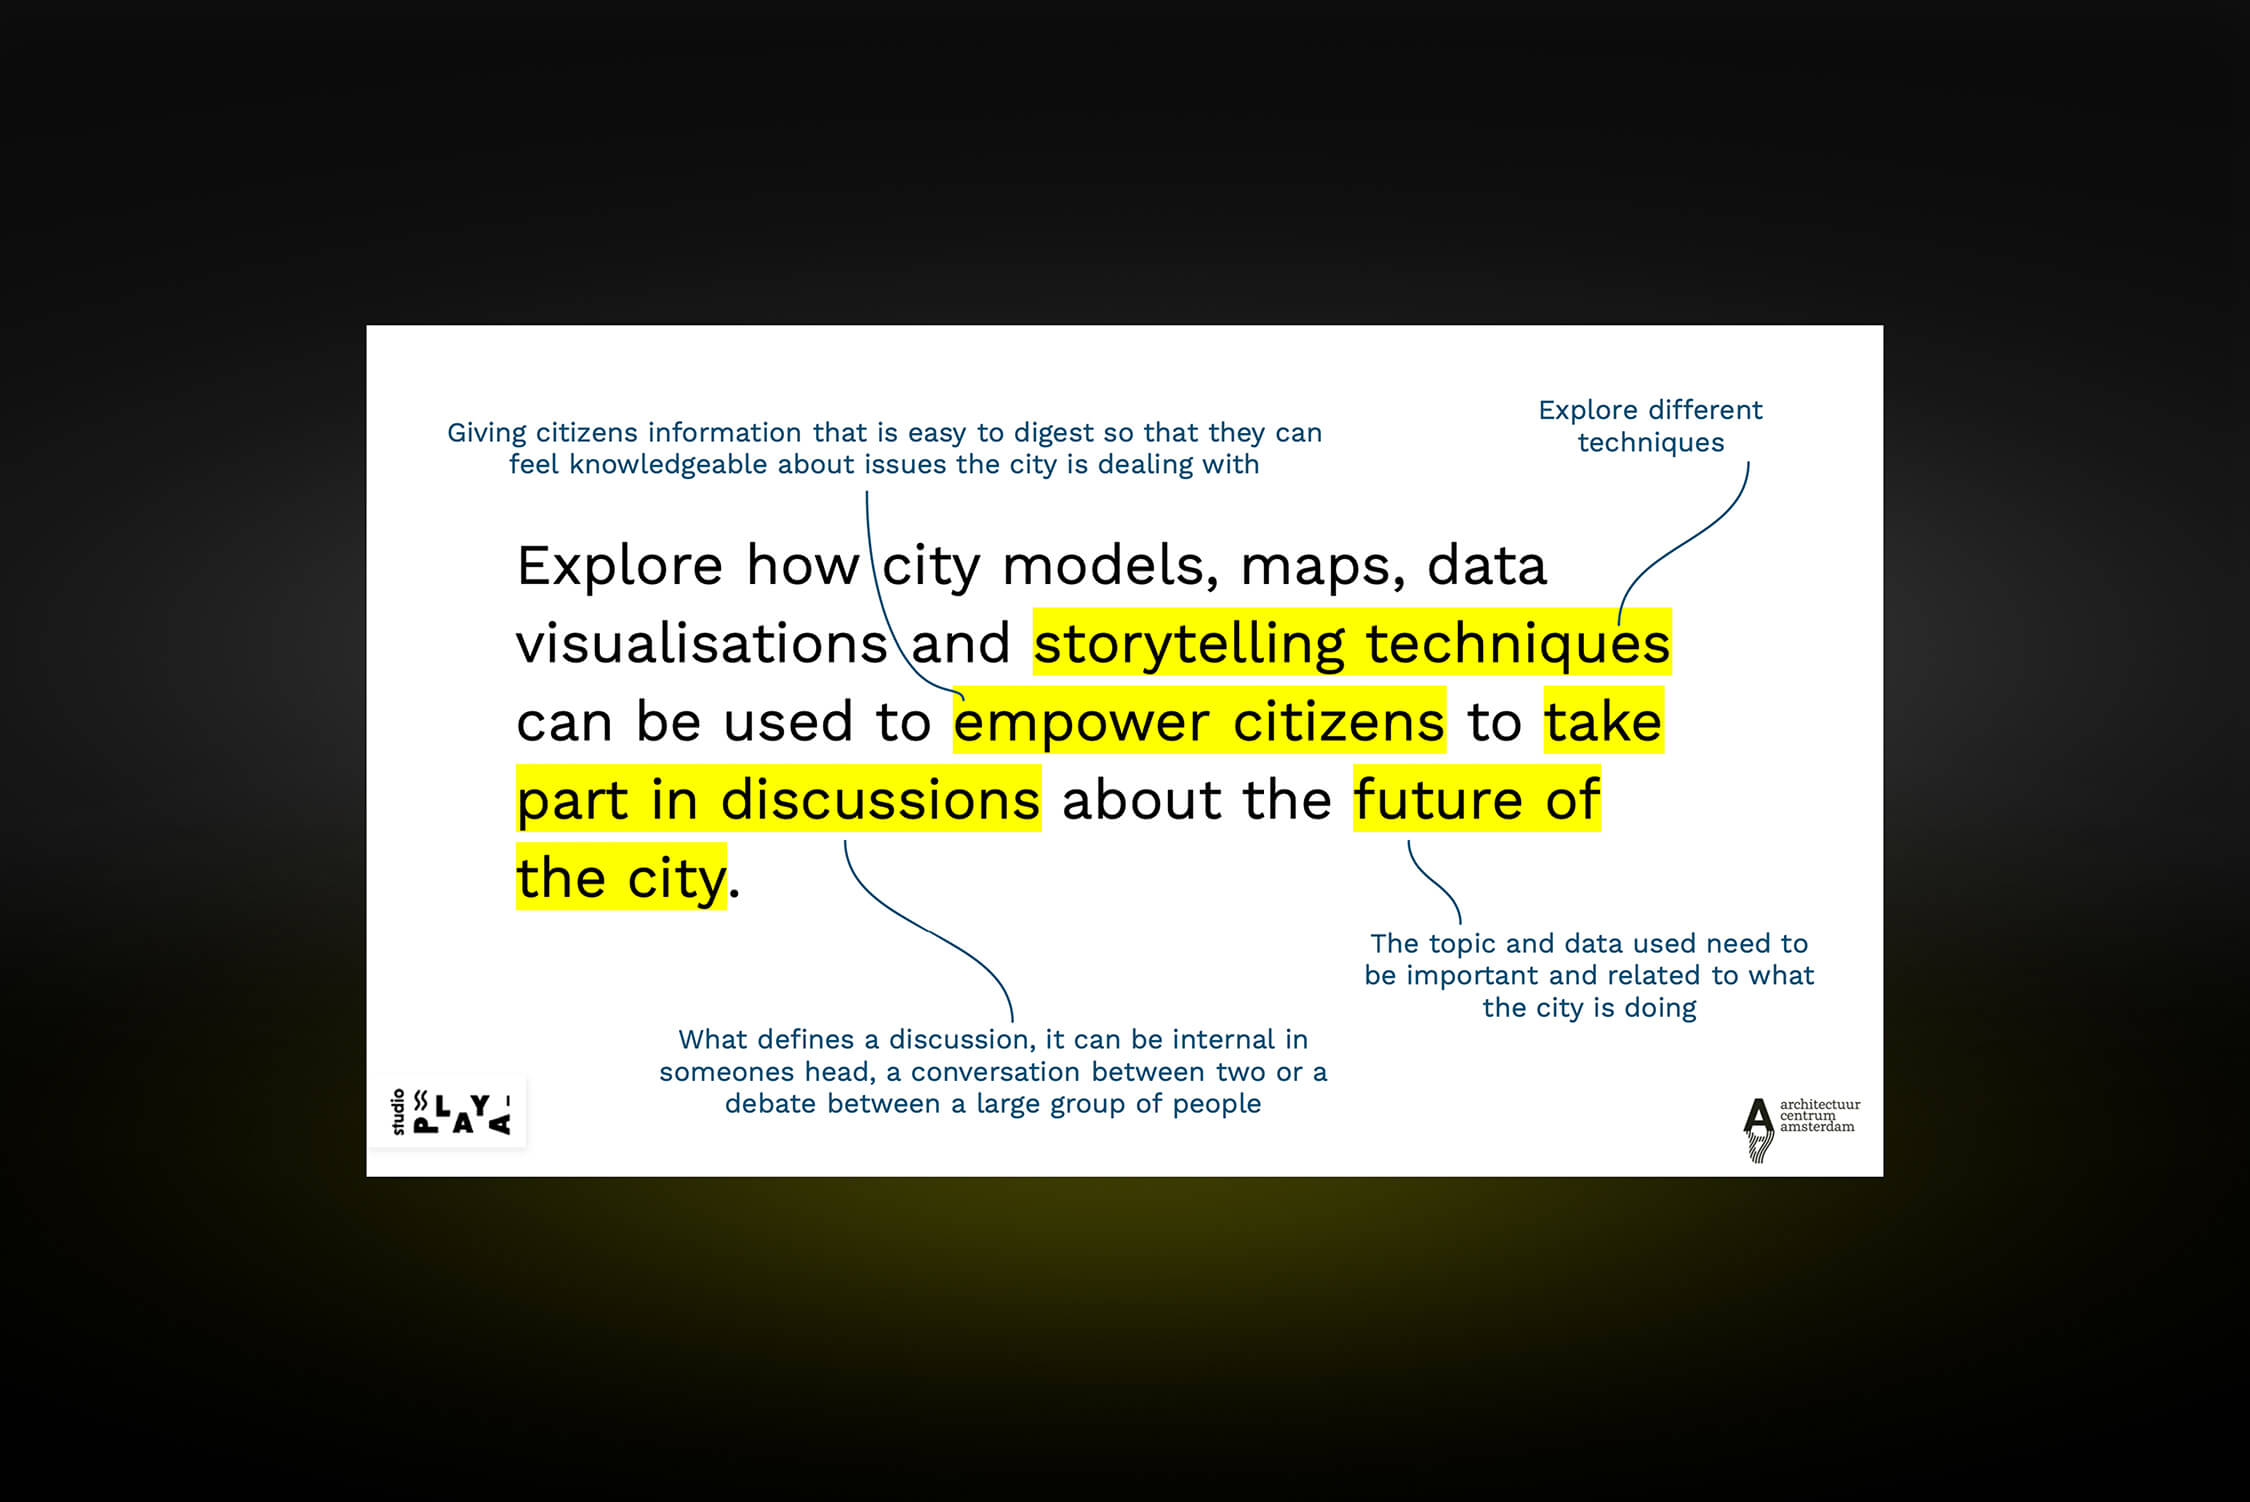 Giving citizens information that is easy to digest so that they can
feel knowledgeable about issues the city is dealing with
Explore different
techniques
Explore how city models, maps, data
visualisations and storytelling techniques
can be used to empower citizens to take
part in discussions about the future of
the city.
The topic and data used need to
be important and related to what
the city is doing
What defines a discussion, it can be internal in
someones head, a conversation between two or a
debate between a large group of people
studio
PLAYA
A
architectuur
centrum
amsterdam